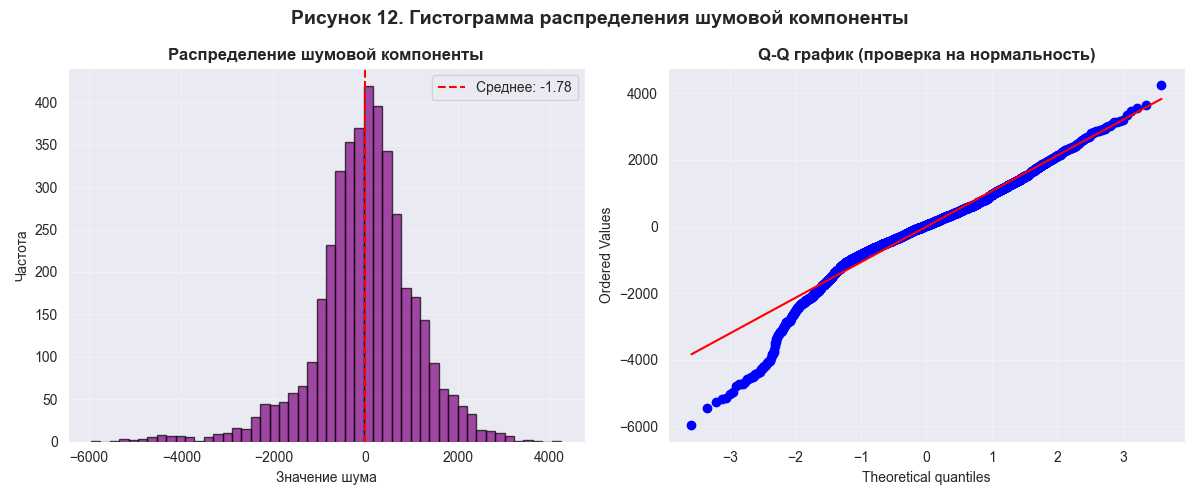 Рисунок 12. Гистограмма распределения шумовой компоненты
Распределение шумовой компоненты
Среднее: -1.78
Частота
400
350
300
250
200
150
100
50
0
−6000 −4000 −2000 0 2000 4000
Значение шума
Q-Q график (проверка на нормальность)
Ordered Values
4000
2000
0
−2000
−4000
−6000
−3 −2 −1 0 1 2 3
Theoretical quantiles